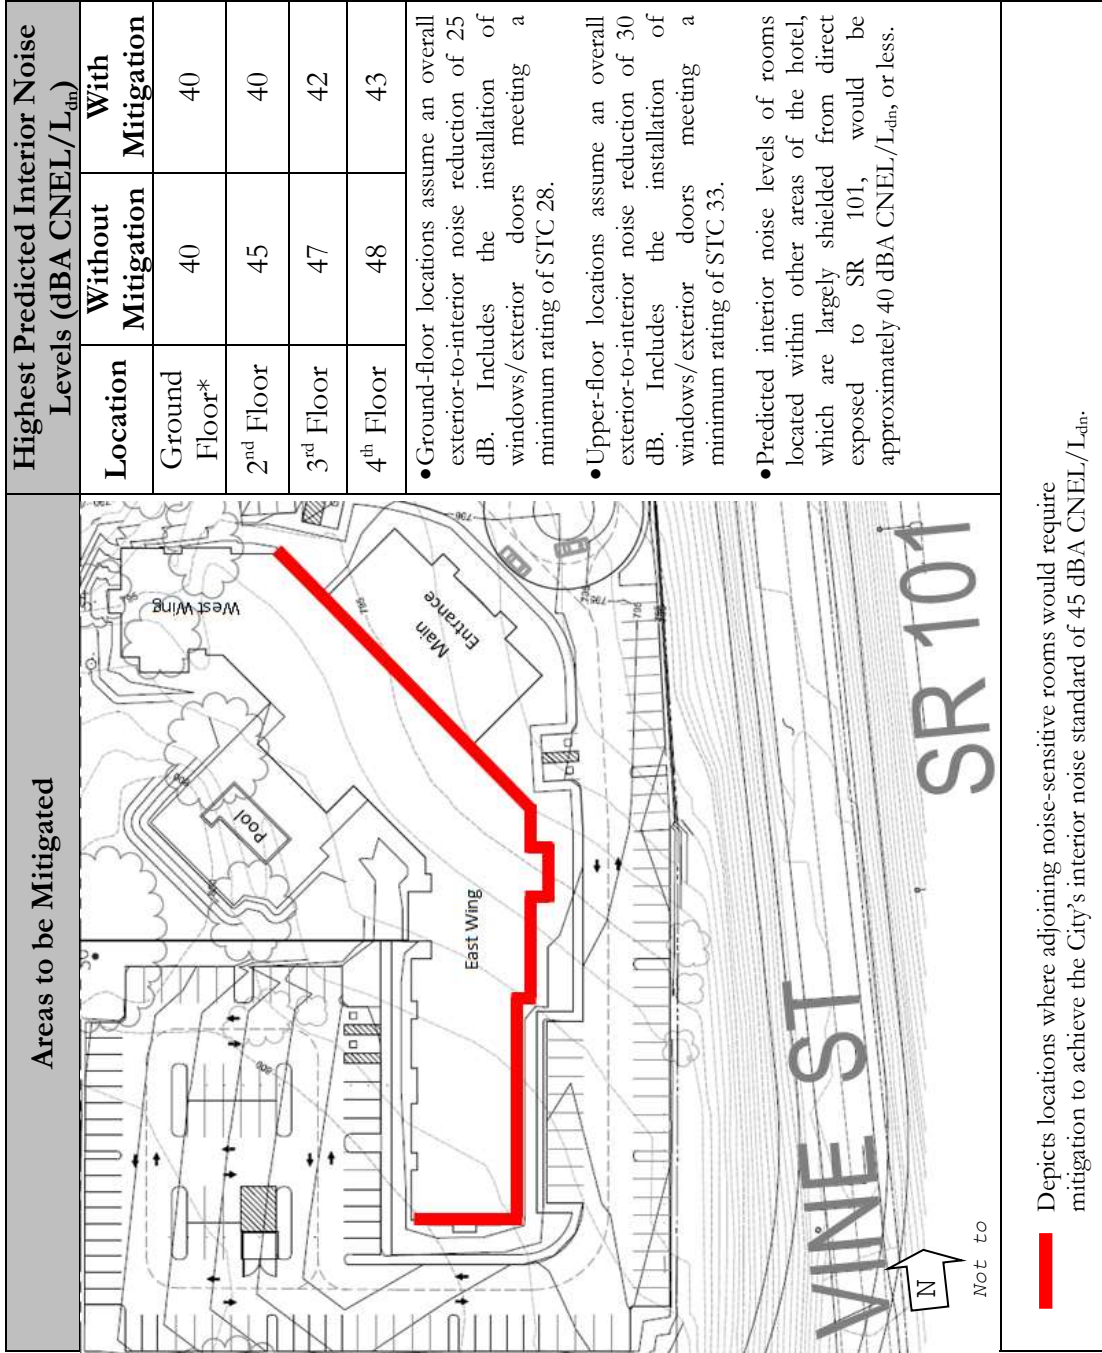 Areas to be Mitigated
Highest Predicted Interior Noise
Levels (dBA CNEL/Ldn)
Location
Without
Mitigation
With
Mitigation
Ground
Floor*
40
40
2nd Floor
45
40
3rd Floor
47
42
4th Floor
48
43
•Ground-floor locations assume an overall
exterior-to-interior noise reduction of 25
dB. Includes the installation of
windows/exterior doors meeting a
minimum rating of STC 28.
•Upper-floor locations assume an overall
exterior-to-interior noise reduction of 30
dB. Includes the installation of
windows/exterior doors meeting a
minimum rating of STC 33.
•Predicted interior noise levels of rooms
located within other areas of the hotel,
which are largely shielded from direct
exposed to SR 101, would be
approximately 40 dBA CNEL/Ldn, or less.
West Wing
Pool
Main
Entrance
East Wing
800
800
795
795
796
796
796
VINE ST
SR 101
N
Not to
Depicts locations where adjoining noise-sensitive rooms would require
mitigation to achieve the City's interior noise standard of 45 dBA CNEL/Ldn.